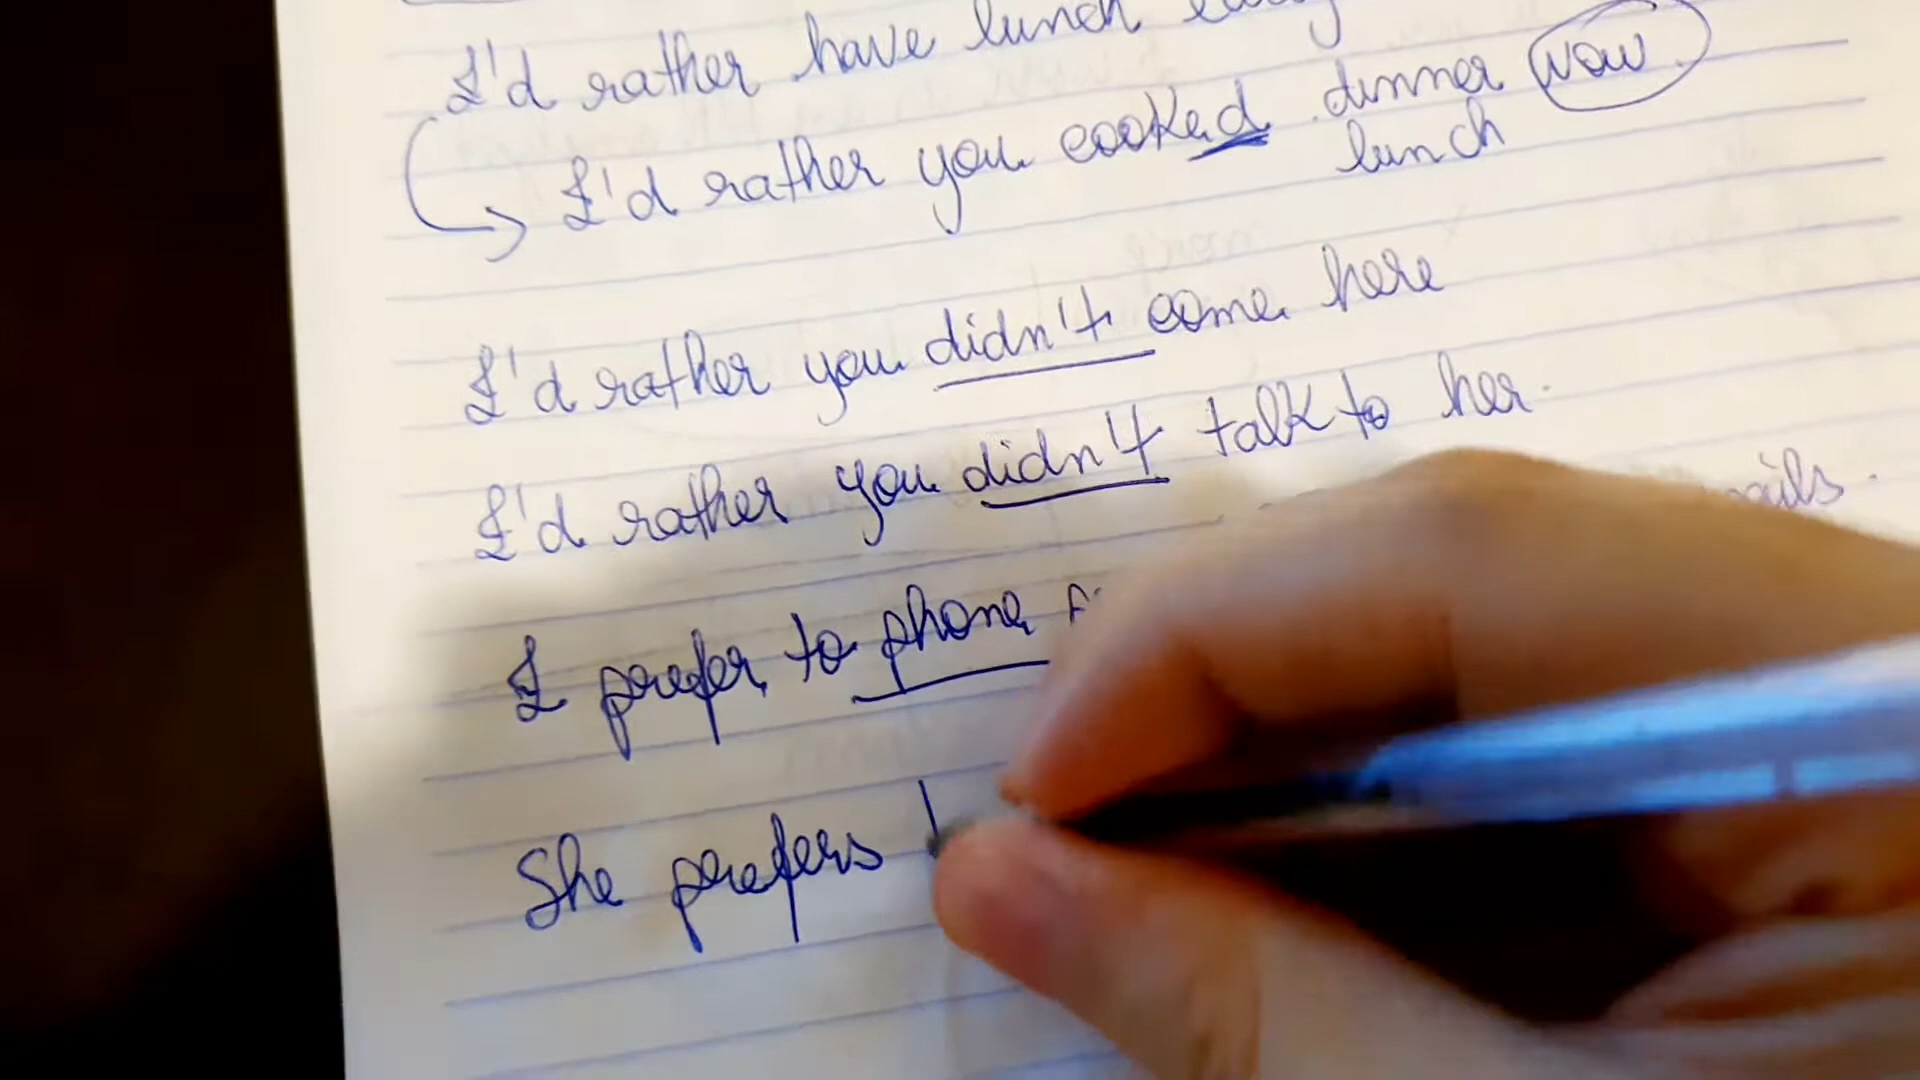 I'd rather have lunch
I'd rather you cooked dinner now.
lunch
I'd rather you didn't come here
I'd rather you didn't talk to her.
I prefer to phone
She prefers